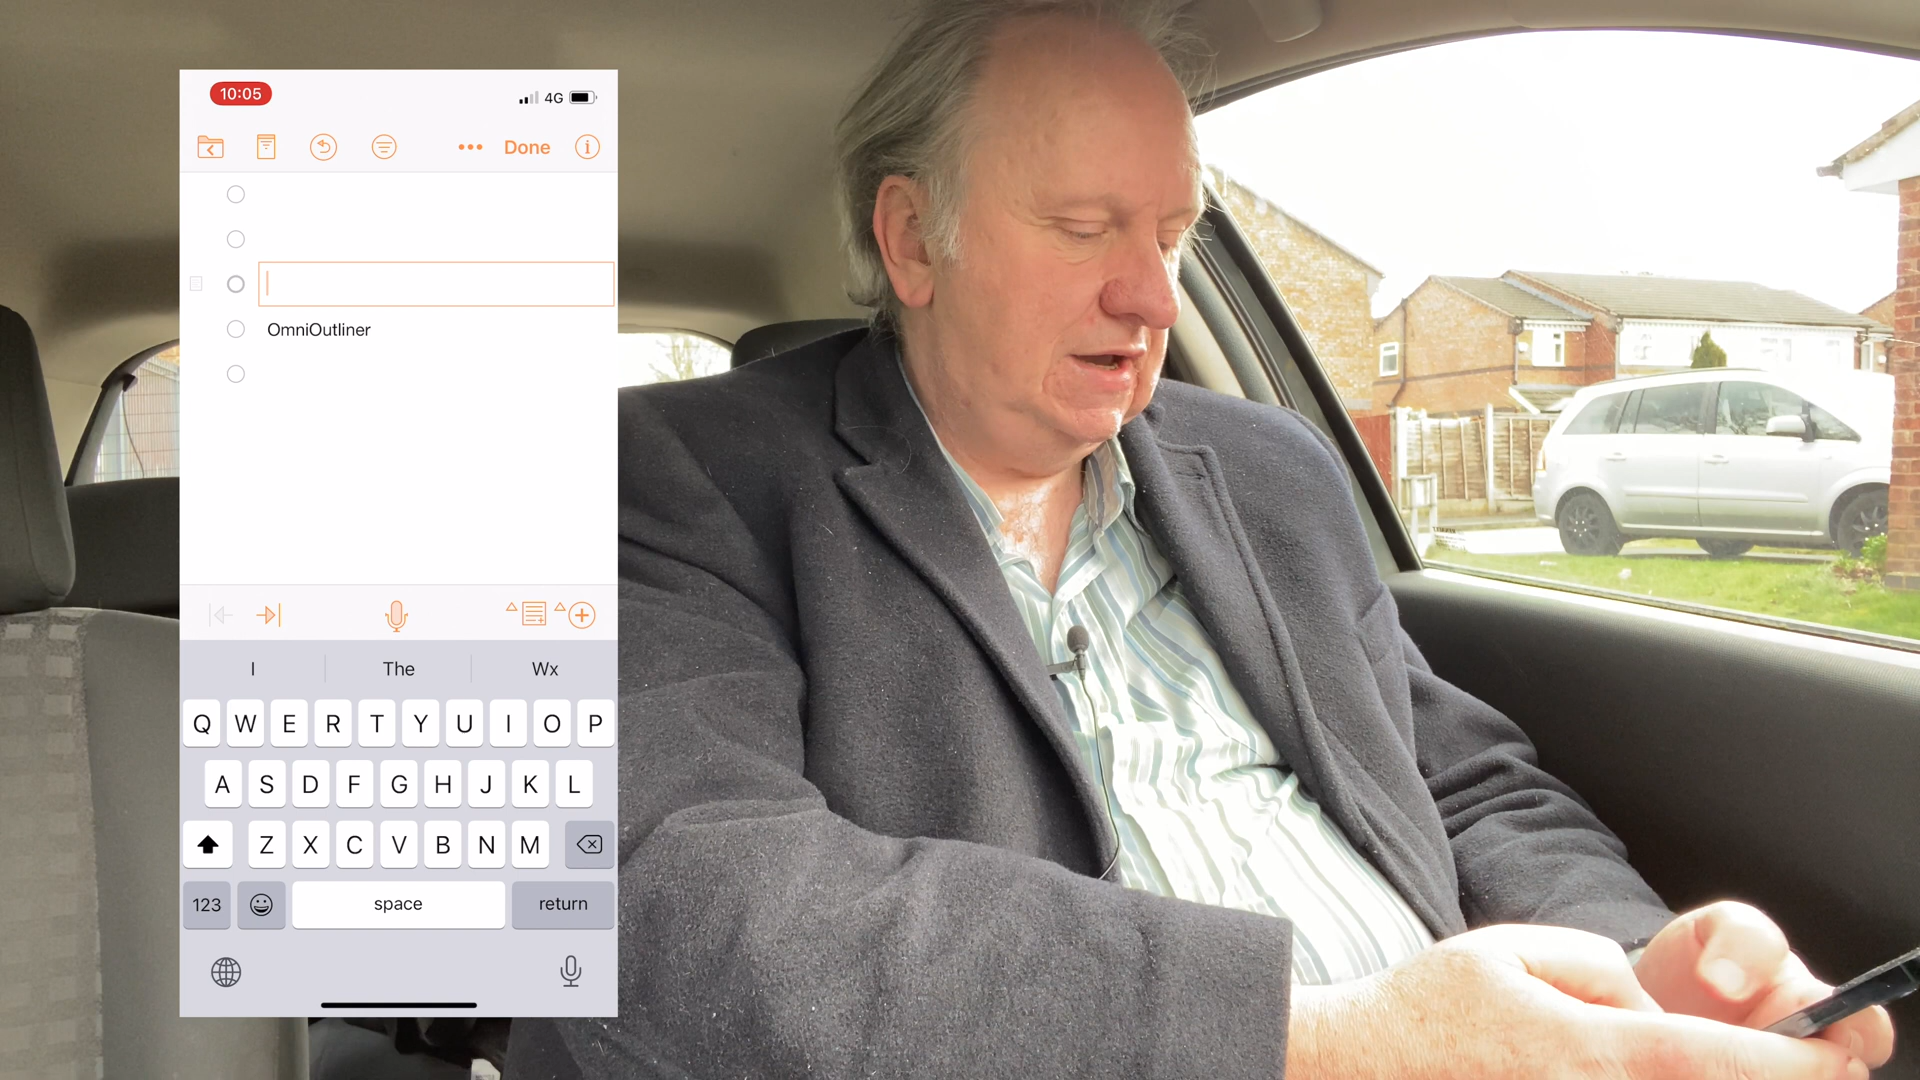 10:05
4G
Done
OmniOutliner
I The Wx
Q W E R T Y U I O P
A S D F G H J K L
Z X C V B N M
123 space return